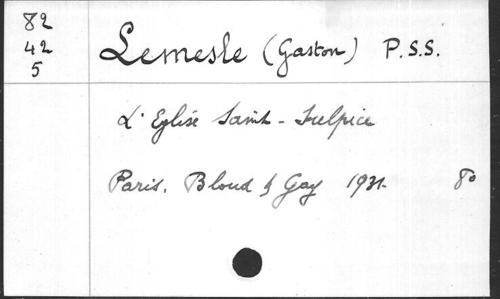 82
42
5
Lemesle (Gaston) P.S.S.
L'Eglise Saint-Sulpice
Paris. Bloud & Gay 1931. 8°